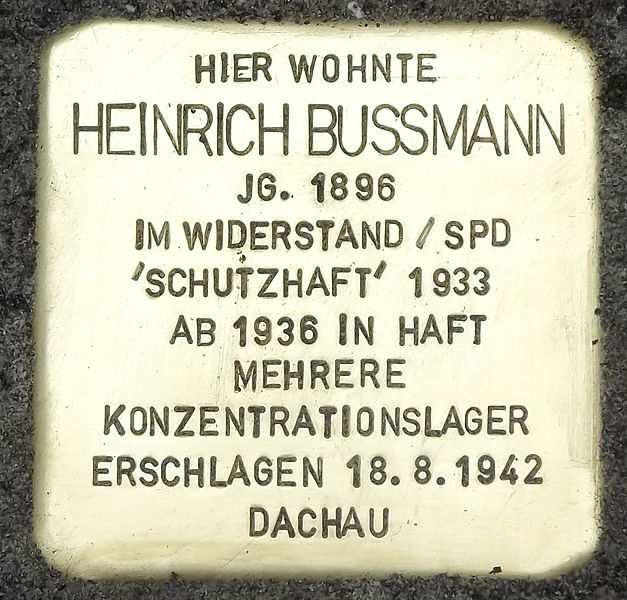 HIER WOHNTE
HEINRICH BUSSMANN
JG. 1896
IM WIDERSTAND / SPD
'SCHUTZHAFT' 1933
AB 1936 IN HAFT
MEHRERE
KONZENTRATIONSLAGER
ERSCHLAGEN 18.8.1942
DACHAU